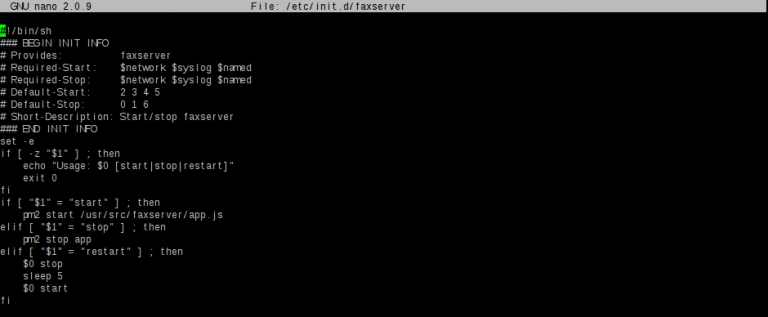 GNU nano 2.0.9 File: /etc/init.d/faxserver
#!/bin/sh
### BEGIN INIT INFO
# Provides: faxserver
# Required-Start: $network $syslog $named
# Required-Stop: $network $syslog $named
# Default-Start: 2 3 4 5
# Default-Stop: 0 1 6
# Short-Description: Start/stop faxserver
### END INIT INFO
set -e
if [ -z "$1" ] ; then
    echo "Usage: $0 [start|stop|restart]"
    exit 0
fi
if [ "$1" = "start" ] ; then
    pm2 start /usr/src/faxserver/app.js
elif [ "$1" = "stop" ] ; then
    pm2 stop app
elif [ "$1" = "restart" ] ; then
    $0 stop
    sleep 5
    $0 start
fi